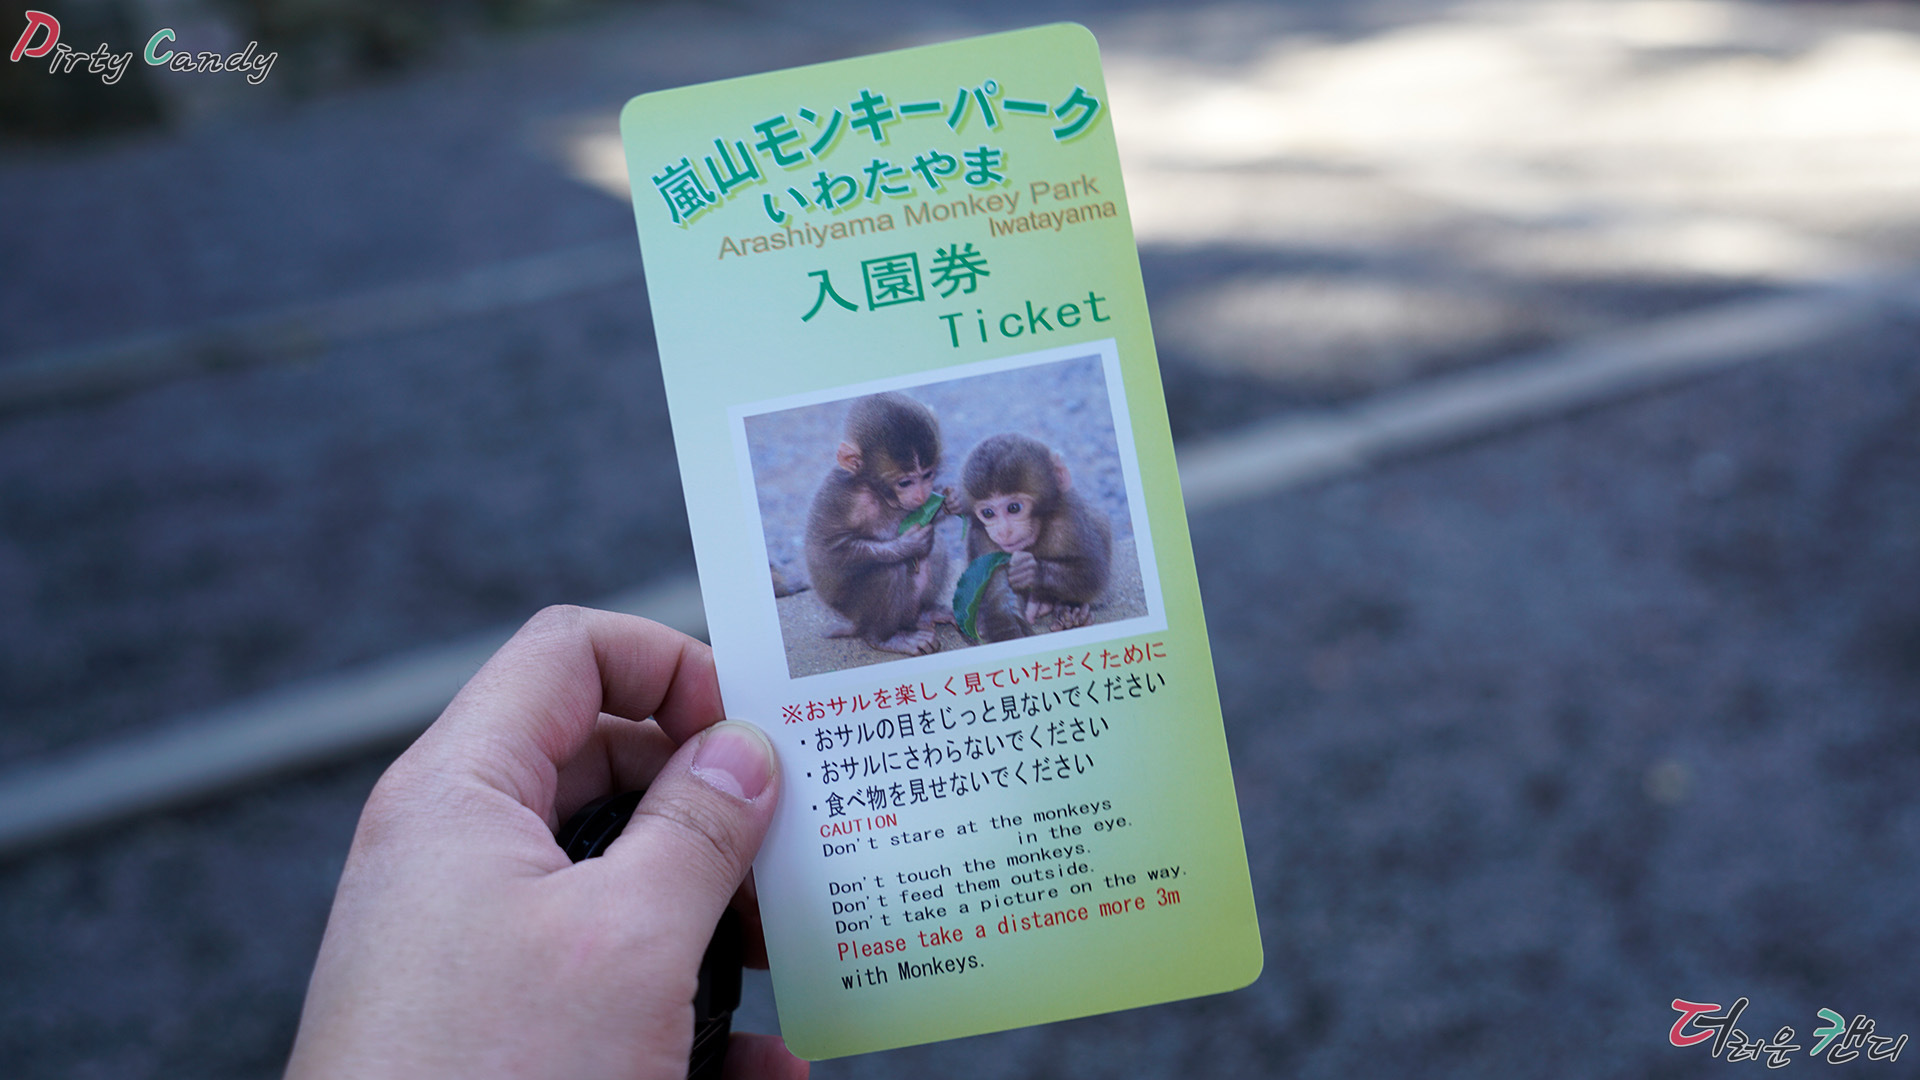 Dirty Candy
嵐山モンキーパーク
いわたやま
Arashiyama Monkey Park
Iwatayama
入園券
Ticket
※おサルを楽しく見ていただくために
・おサルの目をじっと見ないでください
・おサルにさわらないでください
・食べ物を見せないでください
CAUTION
Don't stare at the monkeys
in the eye.
Don't touch the monkeys.
Don't feed them outside.
Don't take a picture on the way.
Please take a distance more 3m
with Monkeys.
더러운 캔디